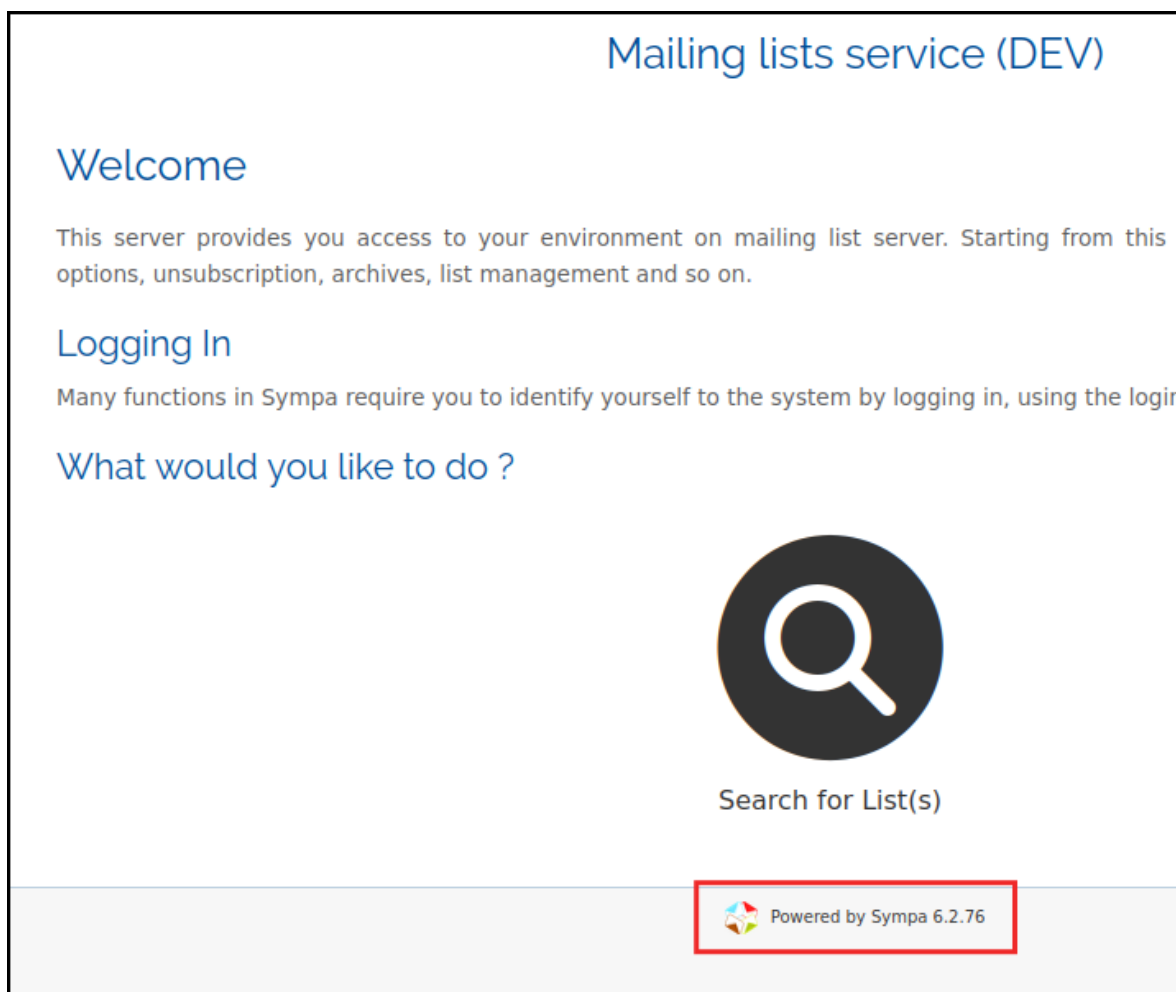 Mailing lists service (DEV)
Welcome
This server provides you access to your environment on mailing list server. Starting from this
options, unsubscription, archives, list management and so on.
Logging In
Many functions in Sympa require you to identify yourself to the system by logging in, using the login
What would you like to do ?
Search for List(s)
Powered by Sympa 6.2.76